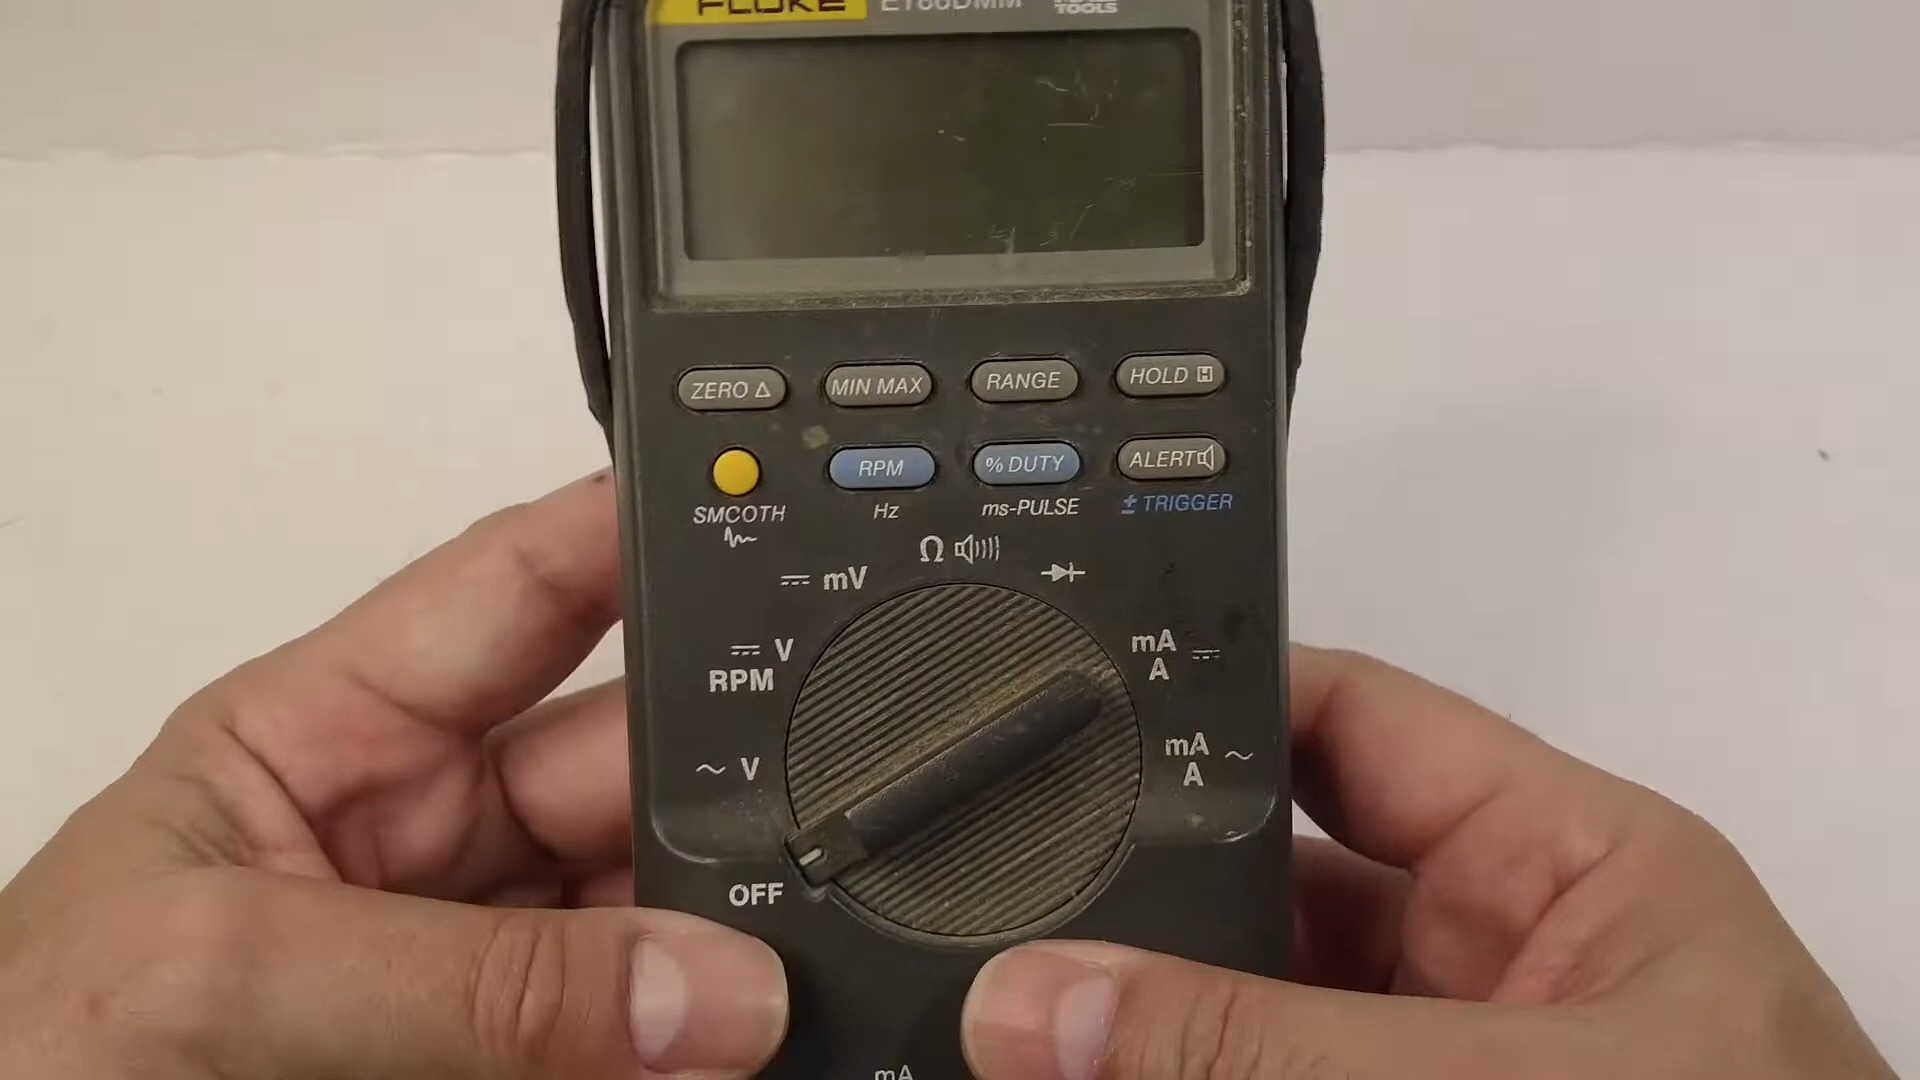 FLUKE
TOOLS
ZERO Δ MIN MAX RANGE HOLD H
RPM % DUTY ALERT
SMOOTH Hz ms-PULSE ± TRIGGER
Ω
mV
V
RPM
mA
A
~ V
mA ~
A
OFF
mA